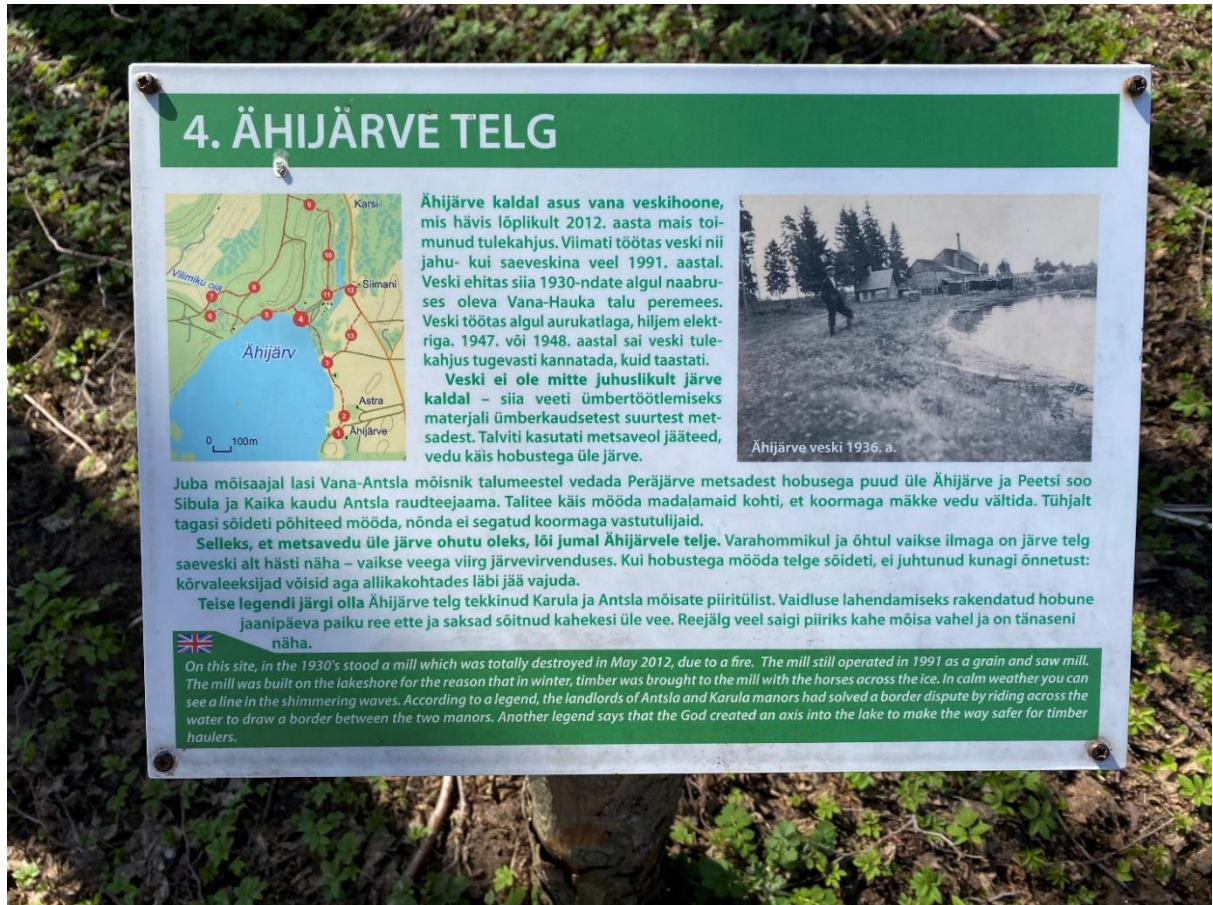 4. ÄHIJÄRVE TELG
9
Karsi
10
Vilimiku oja
8
Siimani
7
11
12
6
5
4
13
Ähijärv
3
Astra
2
0 100m
1
Ähijärve
Ähijärve kaldal asus vana veskihoone,
mis hävis lõplikult 2012. aasta mais toi-
munud tulekahjus. Viimati töötas veski nii
jahu- kui saeveskina veel 1991. aastal.
Veski ehitas siia 1930-ndate algul naabru-
ses oleva Vana-Hauka talu peremees.
Veski töötas algul aurukatlaga, hiljem elekt-
riga. 1947. või 1948. aastal sai veski tule-
kahjus tugevasti kannatada, kuid taastati.
Veski ei ole mitte juhuslikult järve
kaldal – siia veeti ümbertöötlemiseks
materjali ümberkaudsetest suurtest met-
sadest. Talviti kasutati metsaveol jääteed,
vedu käis hobustega üle järve.
Ähijärve veski 1936. a.
Juba mõisaajal lasi Vana-Antsla mõisnik talumeestel vedada Peräjärve metsadest hobusega puud üle Ähijärve ja Peetsi soo
Sibula ja Kaika kaudu Antsla raudteejaama. Talitee käis mööda madalamaid kohti, et koormaga mäkke vedu vältida. Tühjalt
tagasi sõideti põhiteed mööda, nõnda ei segatud koormaga vastutulijaid.
Selleks, et metsavedu üle järve ohutu oleks, lõi jumal Ähijärvele telje. Varahommikul ja õhtul vaikse ilmaga on järve telg
saeveski alt hästi näha – vaikse veega viirg järvevirvenduses. Kui hobustega mööda telge sõideti, ei juhtunud kunagi õnnetust:
kõrvaleeksijad võisid aga allikakohtades läbi jää vajuda.
Teise legendi järgi olla Ähijärve telg tekkinud Karula ja Antsla mõisate piiritülist. Vaidluse lahendamiseks rakendatud hobune
jaanipäeva paiku ree ette ja saksad sõitnud kahekesi üle vee. Reejälg veel saigi piiriks kahe mõisa vahel ja on tänaseni
näha.
On this site, in the 1930's stood a mill which was totally destroyed in May 2012, due to a fire. The mill still operated in 1991 as a grain and saw mill.
The mill was built on the lakeshore for the reason that in winter, timber was brought to the mill with the horses across the ice. In calm weather you can
see a line in the shimmering waves. According to a legend, the landlords of Antsla and Karula manors had solved a border dispute by riding across the
water to draw a border between the two manors. Another legend says that the God created an axis into the lake to make the way safer for timber
haulers.